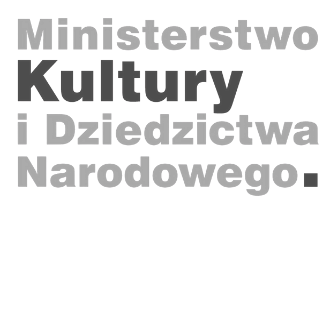 Ministerstwo
Kultury
i Dziedzictwa
Narodowego.